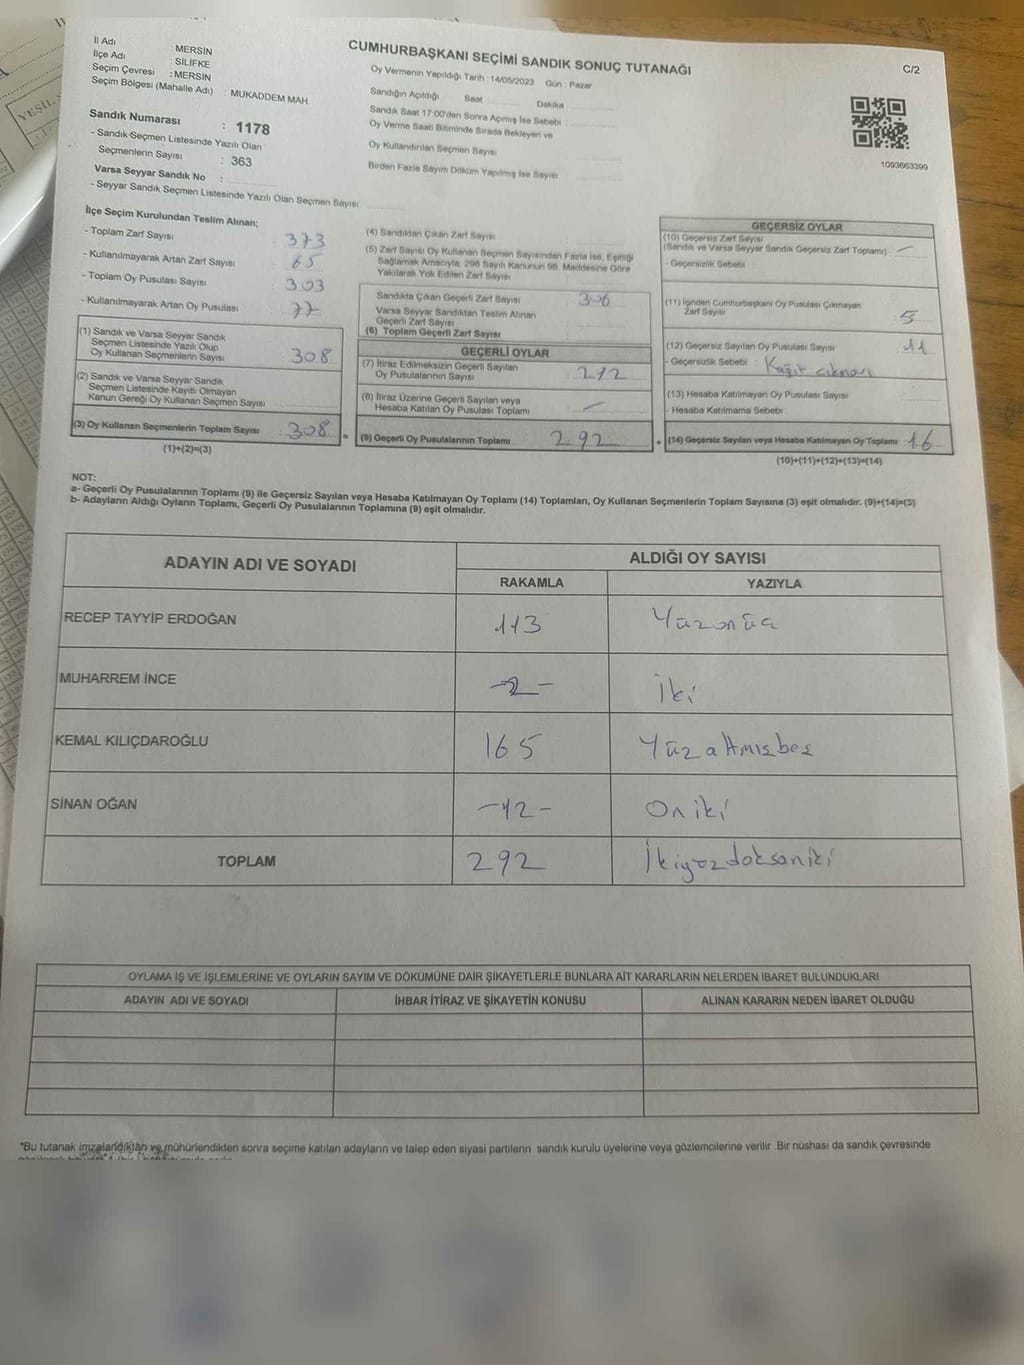 İl Adı : MERSİN
İlçe Adı : SİLİFKE
Seçim Çevresi : MERSİN
Seçim Bölgesi (Mahalle Adı) : MUKADDEM MAH
CUMHURBAŞKANI SEÇİMİ SANDIK SONUÇ TUTANAĞI
C/2
Oy Vermenin Yapıldığı Tarih : 14/05/2023 Gün : Pazar
Sandığın Açıldığı Saat Dakika
Sandık Saat 17:00'den Sonra Açılmış İse Sebebi :
Oy Verme Saati Bitiminde Sırada Bekleyen ve
Oy Kullandırılan Seçmen Sayısı
Birden Fazla Sayım Döküm Yapılmış İse Sayısı
1093663399
Sandık Numarası : 1178
- Sandık Seçmen Listesinde Yazılı Olan
Seçmenlerin Sayısı : 363
Varsa Seyyar Sandık No :
- Seyyar Sandık Seçmen Listesinde Yazılı Olan Seçmen Sayısı
İlçe Seçim Kurulundan Teslim Alınan;
- Toplam Zarf Sayısı 373
- Kullanılmayarak Artan Zarf Sayısı 65
- Toplam Oy Pusulası Sayısı 303
- Kullanılmayarak Artan Oy Pusulası 77
(1) Sandık ve Varsa Seyyar Sandık
Seçmen Listesinde Yazılı Olup
Oy Kullanan Seçmenlerin Sayısı 308
(2) Sandık ve Varsa Seyyar Sandık
Seçmen Listesinde Kayıtlı Olmayan
Kanun Gereği Oy Kullanan Seçmen Sayısı
(3) Oy Kullanan Seçmenlerin Toplam Sayısı : 308
(1)+(2)=(3)
(4) Sandıktan Çıkan Zarf Sayısı
(5) Zarf Sayısı Oy Kullanan Seçmen Sayısından Fazla İse, Eşitliği
Sağlamak Amacıyla, 298 Sayılı Kanunun 98. Maddesine Göre
Yakılarak Yok Edilen Zarf Sayısı
Sandıkta Çıkan Geçerli Zarf Sayısı 306
Varsa Seyyar Sandıktan Teslim Alınan
Geçerli Zarf Sayısı
(6) Toplam Geçerli Zarf Sayısı
GEÇERLİ OYLAR
(7) İtiraz Edilmeksizin Geçerli Sayılan
Oy Pusulalarının Sayısı : 292
(8) İtiraz Üzerine Geçerli Sayılan veya
Hesaba Katılan Oy Pusulası Toplamı –
= (9) Geçerli Oy Pusulalarının Toplamı 292
GEÇERSİZ OYLAR
(10) Geçersiz Zarf Sayısı
(Sandık ve Varsa Seyyar Sandık Geçersiz Zarf Toplamı) –
- Geçersizlik Sebebi
(11) İçinden Cumhurbaşkanı Oy Pusulası Çıkmayan
Zarf Sayısı 5
(12) Geçersiz Sayılan Oy Pusulası Sayısı 11
- Geçersizlik Sebebi : Kağıt
(13) Hesaba Katılmayan Oy Pusulası Sayısı
- Hesaba Katılmama Sebebi
+ (14) Geçersiz Sayılan veya Hesaba Katılmayan Oy Toplamı 16
(10)+(11)+(12)+(13)=(14)
NOT:
a- Geçerli Oy Pusulalarının Toplamı (9) ile Geçersiz Sayılan veya Hesaba Katılmayan Oy Toplamı (14) Toplamları, Oy Kullanan Seçmenlerin Toplam Sayısına (3) eşit olmalıdır. (9)+(14)=(3)
b- Adayların Aldığı Oyların Toplamı, Geçerli Oy Pusulalarının Toplamına (9) eşit olmalıdır.
ADAYIN ADI VE SOYADI ALDIĞI OY SAYISI
RAKAMLA YAZIYLA
RECEP TAYYİP ERDOĞAN 113 Yüzonüç
MUHARREM İNCE -2- İki
KEMAL KILIÇDAROĞLU 165 Yüzaltmışbeş
SİNAN OĞAN -12- Oniki
TOPLAM 292 İkiyüzdoksaniki
OYLAMA İŞ VE İŞLEMLERİNE VE OYLARIN SAYIM VE DÖKÜMÜNE DAİR ŞİKAYETLERLE BUNLARA AİT KARARLARIN NELERDEN İBARET BULUNDUKLARI
ADAYIN ADI VE SOYADI İHBAR İTİRAZ VE ŞİKAYETİN KONUSU ALINAN KARARIN NEDEN İBARET OLDUĞU
*Bu tutanak imzalandıktan ve mühürlendikten sonra seçime katılan adayların ve talep eden siyasi partilerin sandık kurulu üyelerine veya gözlemcilerine verilir. Bir nüshası da sandık çevresinde